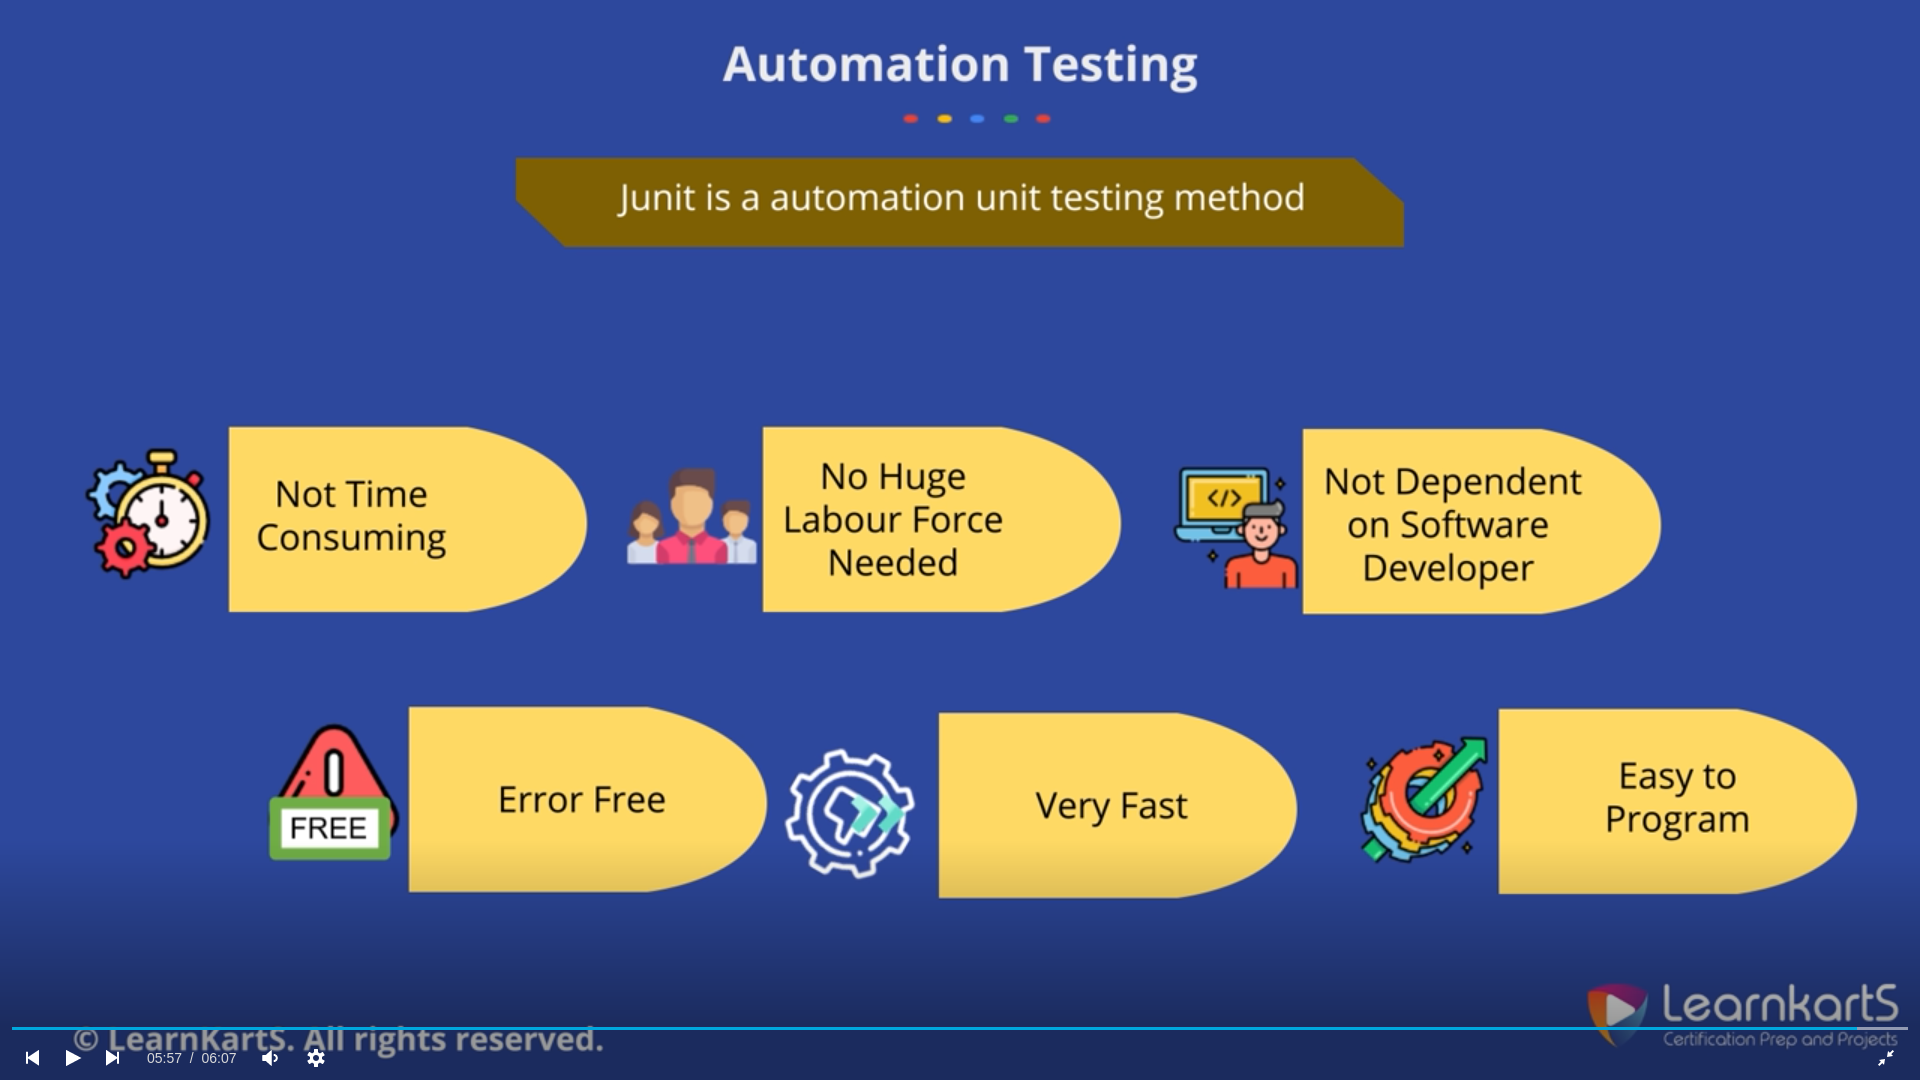 Automation Testing
Junit is a automation unit testing method
Not Time
Consuming
No Huge
Labour Force
Needed
</>
Not Dependent
on Software
Developer
FREE
Error Free
Very Fast
Easy to
Program
LearnkartS
Certification Prep and Projects
© LearnKartS. All rights reserved.
05:57 / 06:07